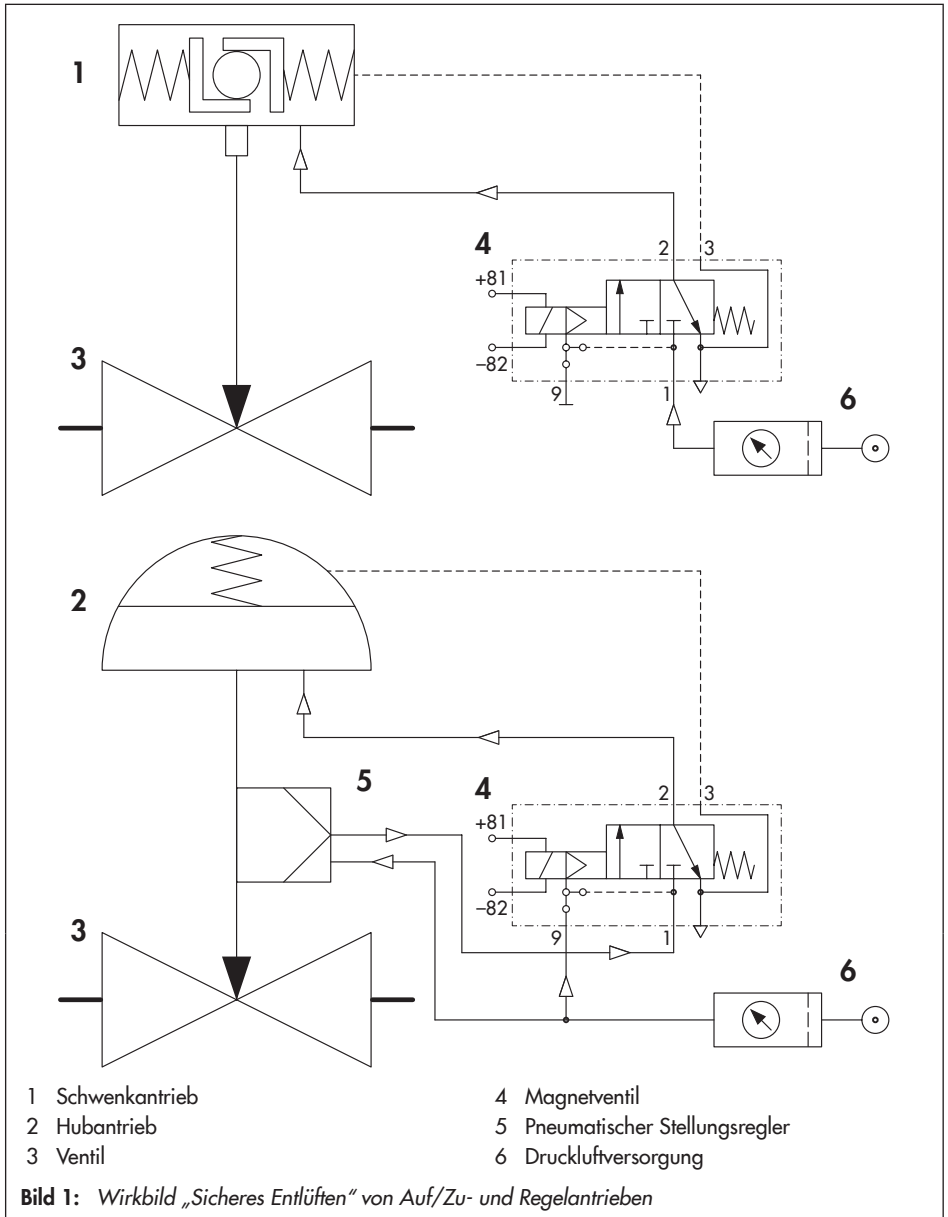 1
2 3
4
+81
−82
9 1
3
6
2
5
4
2 3
+81
−82
9 1
3
6
1 Schwenkantrieb
2 Hubantrieb
3 Ventil
4 Magnetventil
5 Pneumatischer Stellungsregler
6 Druckluftversorgung
Bild 1: Wirkbild „Sicheres Entlüften“ von Auf/Zu- und Regelantrieben